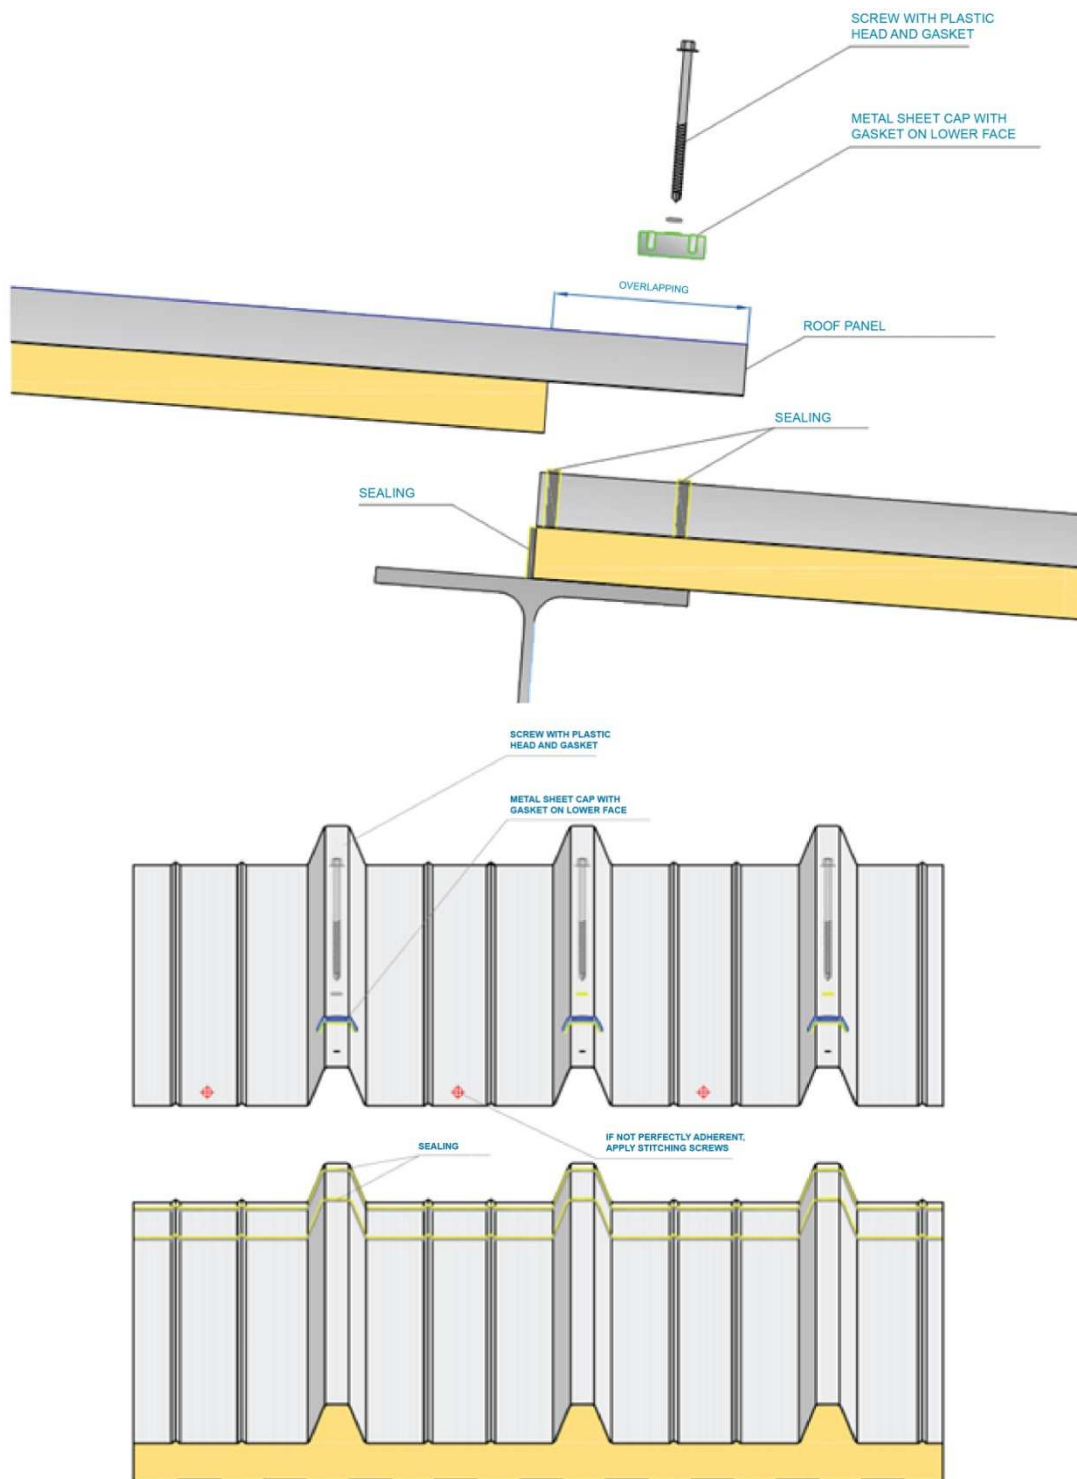 SCREW WITH PLASTIC
HEAD AND GASKET
METAL SHEET CAP WITH
GASKET ON LOWER FACE
OVERLAPPING
ROOF PANEL
SEALING
SEALING
SCREW WITH PLASTIC
HEAD AND GASKET
METAL SHEET CAP WITH
GASKET ON LOWER FACE
IF NOT PERFECTLY ADHERENT,
APPLY STITCHING SCREWS
SEALING